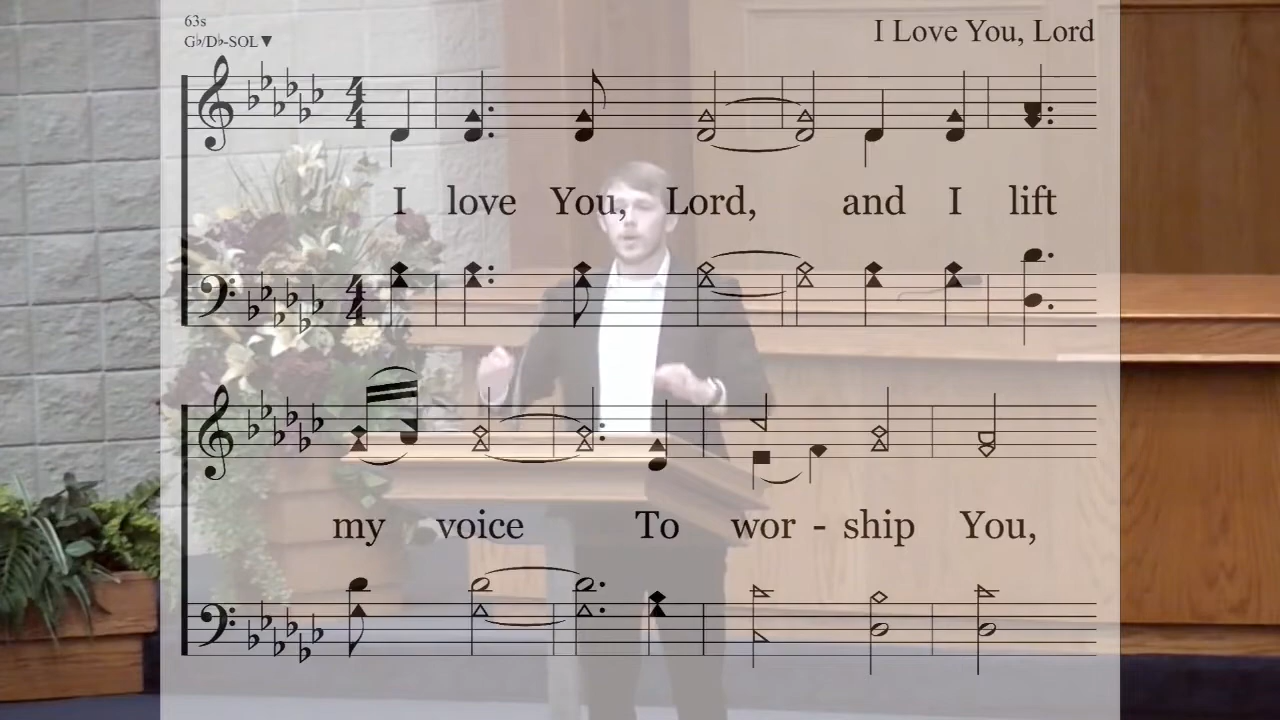 63s
G♭/D♭-SOL▼
I Love You, Lord
I love You, Lord, and I lift
my voice To wor - ship You,